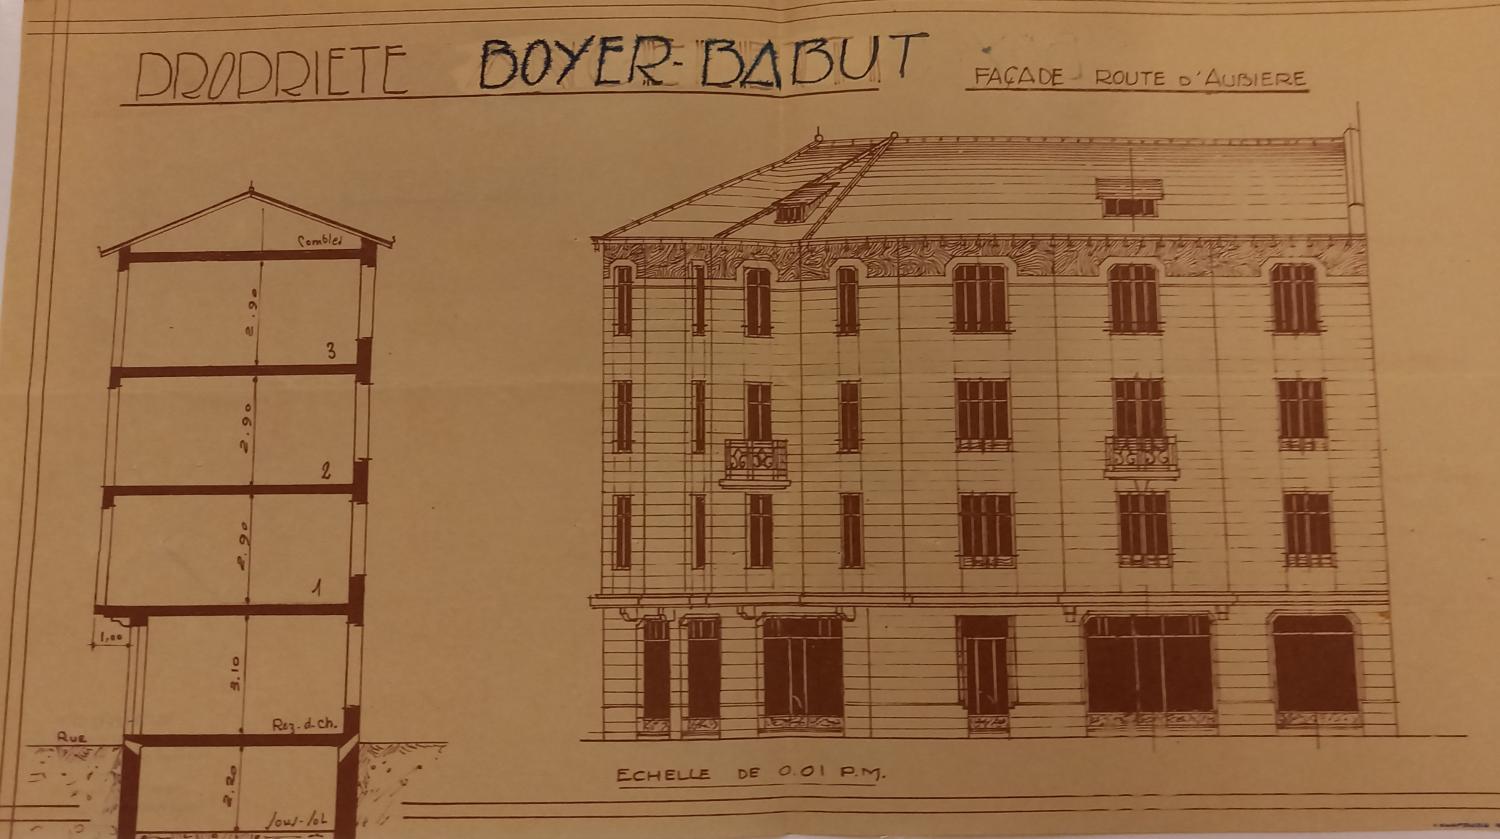 PROPRIETE BOYER-BABUT
FAÇADE ROUTE D'AUBIERE
Combles
2.90
3
2.90
2
2.90
1
1,00
3.10
Rez-d-Ch.
RUE
2.20
Sous-sol
ECHELLE DE 0.01 P.M.